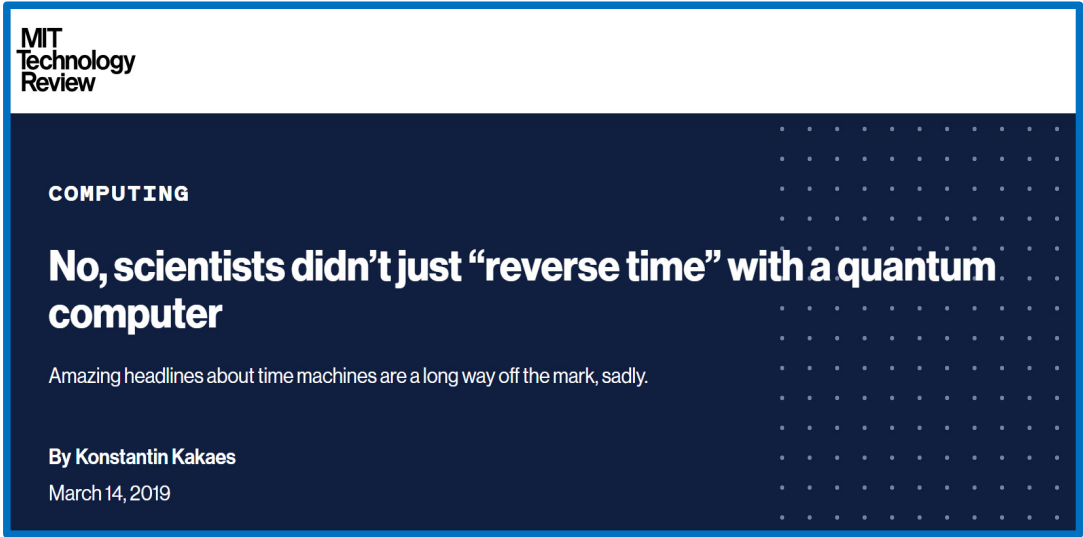 MIT
Technology
Review
COMPUTING
No, scientists didn’t just “reverse time” with a quantum
computer
Amazing headlines about time machines are a long way off the mark, sadly.
By Konstantin Kakaes
March 14, 2019